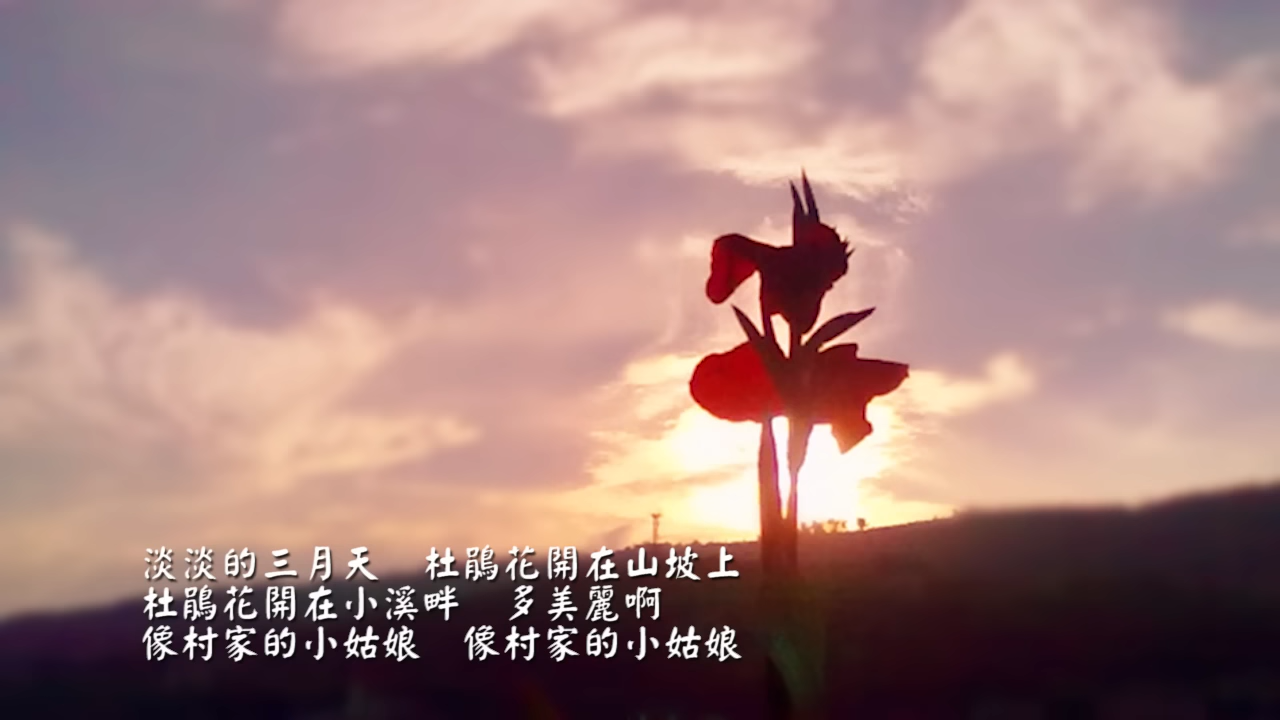 淡淡的三月天　杜鵑花開在山坡上
杜鵑花開在小溪畔　多美麗啊
像村家的小姑娘　像村家的小姑娘